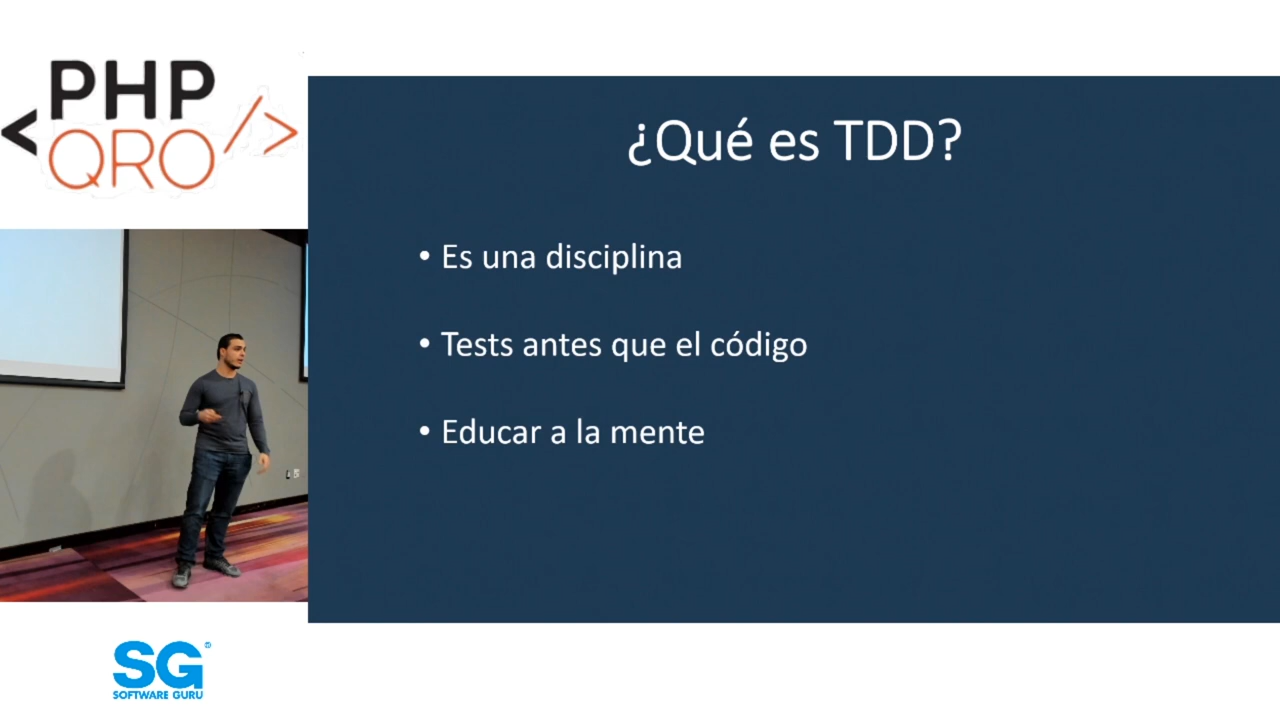 PHP
<QRO/>
¿Qué es TDD?
• Es una disciplina
• Tests antes que el código
• Educar a la mente
SG®
SOFTWARE GURU